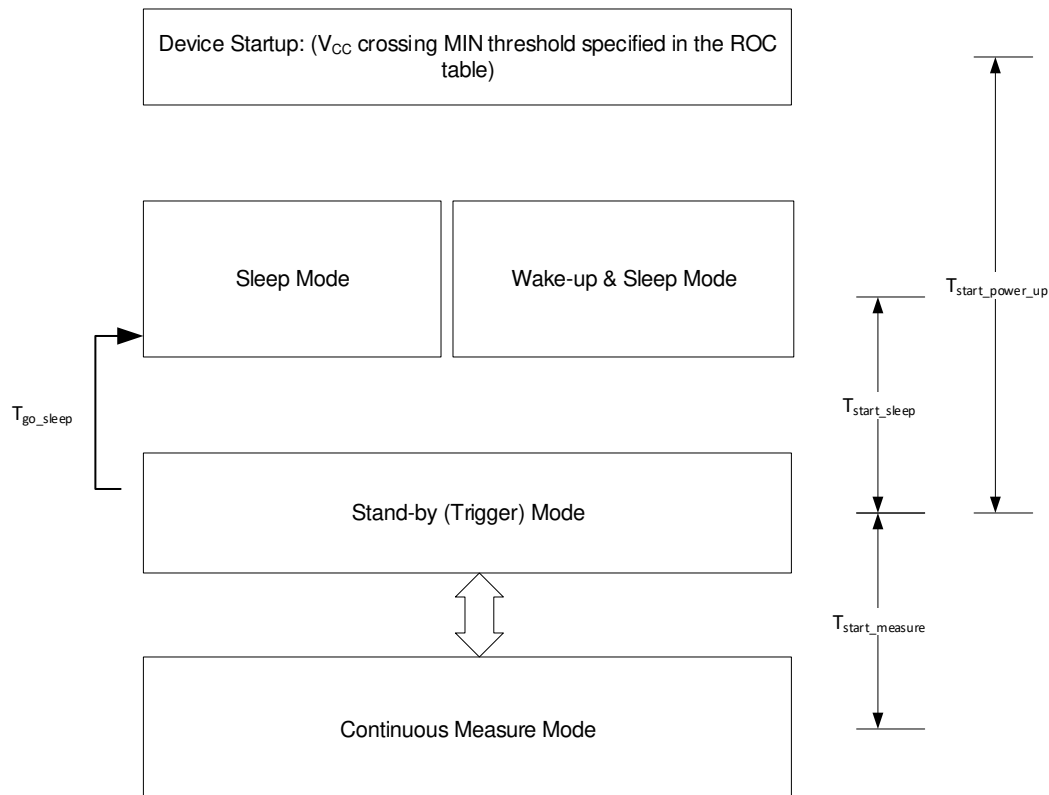 Device Startup: (VCC crossing MIN threshold specified in the ROC
table)
Sleep Mode
Wake-up & Sleep Mode
Tstart_power_up
Tstart_sleep
Tgo_sleep
Stand-by (Trigger) Mode
Tstart_measure
Continuous Measure Mode